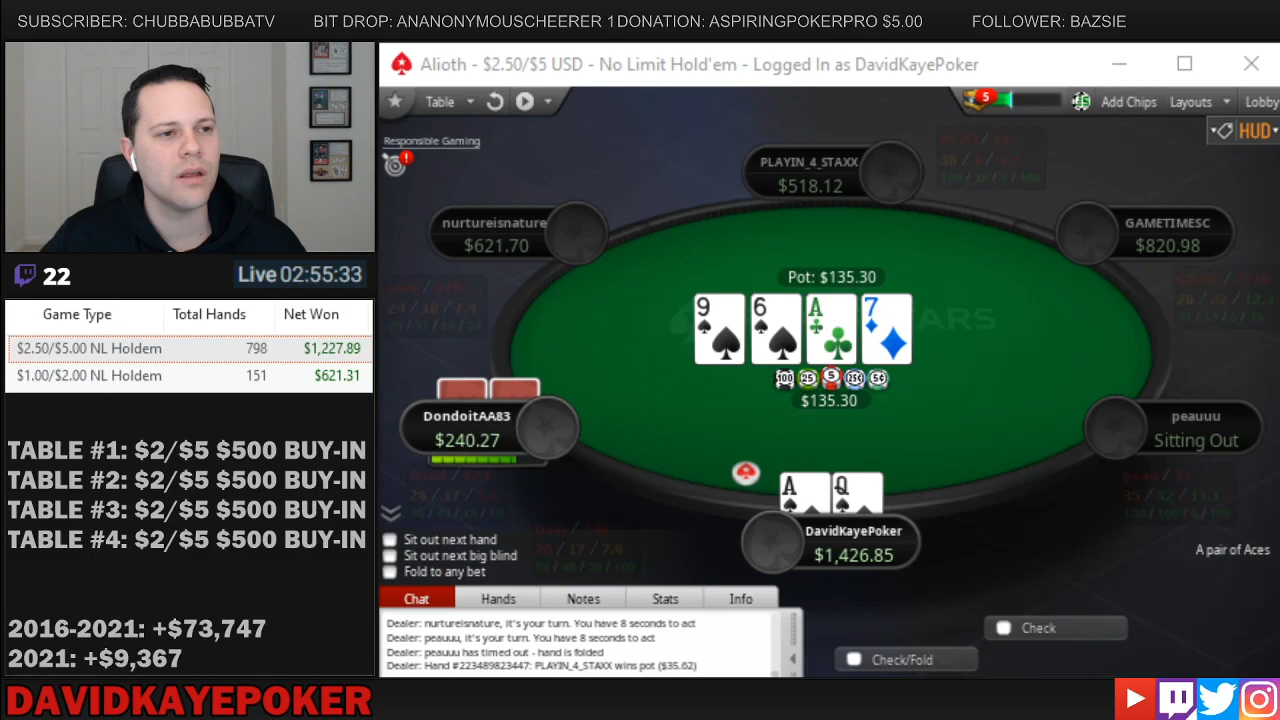 SUBSCRIBER: CHUBBABUBBATV BIT DROP: ANANONYMOUSCHEERER 1 DONATION: ASPIRINGPOKERPRO $5.00 FOLLOWER: BAZSIE
Alioth - $2.50/$5 USD - No Limit Hold'em - Logged In as DavidKayePoker
Table
5
Add Chips
Layouts
Lobby
Responsible Gaming
HUD
PLAYIN_4_STAXX
$518.12
nurtureisnature
$621.70
GAMETIMESC
$820.98
22
Live 02:55:33
Pot: $135.30
9 6 A 7
100 25 5 25¢ 5¢
$135.30
Game Type Total Hands Net Won
$2.50/$5.00 NL Holdem 798 $1,227.89
$1.00/$2.00 NL Holdem 151 $621.31
DondoitAA83
$240.27
peauuu
Sitting Out
TABLE #1: $2/$5 $500 BUY-IN
TABLE #2: $2/$5 $500 BUY-IN
TABLE #3: $2/$5 $500 BUY-IN
TABLE #4: $2/$5 $500 BUY-IN
A Q
DavidKayePoker
$1,426.85
A pair of Aces
Sit out next hand
Sit out next big blind
Fold to any bet
Chat Hands Notes Stats Info
Dealer: nurtureisnature, it's your turn. You have 8 seconds to act
Dealer: peauuu, it's your turn. You have 8 seconds to act
Dealer: peauuu has timed out - hand is folded
Dealer: Hand #223489823447: PLAYIN_4_STAXX wins pot ($35.62)
Check
Check/Fold
2016-2021: +$73,747
2021: +$9,367
DAVIDKAYEPOKER